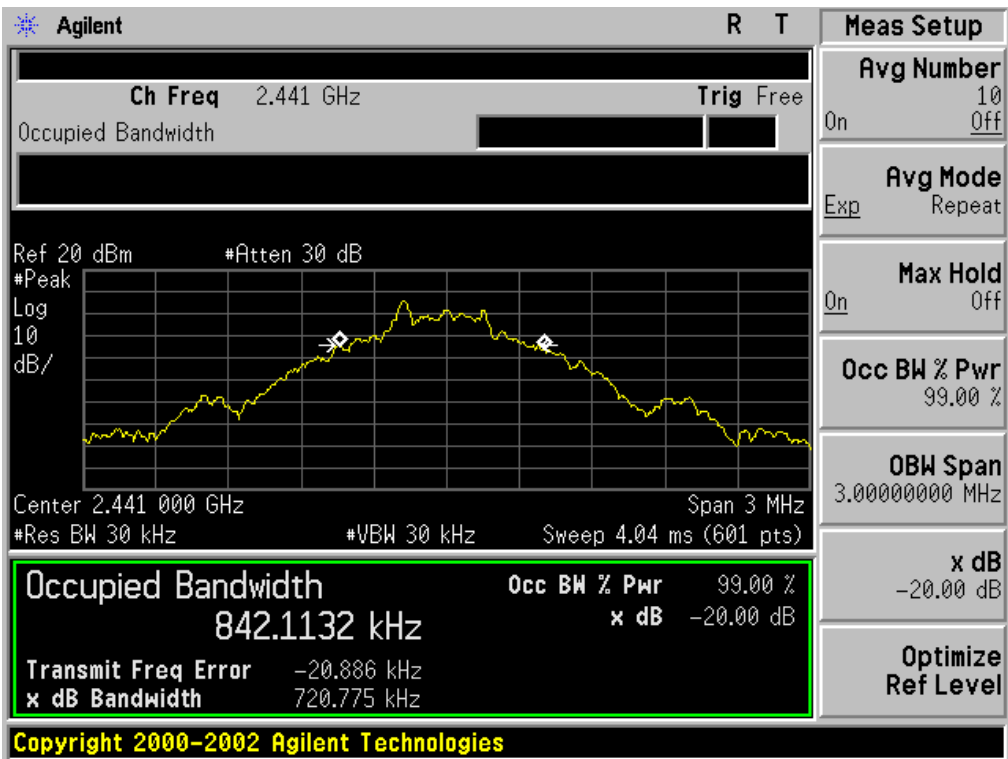 Agilent R T Meas Setup
Ch Freq 2.441 GHz Trig Free
Occupied Bandwidth
Ref 20 dBm #Atten 30 dB
#Peak
Log
10
dB/
Center 2.441 000 GHz Span 3 MHz
#Res BW 30 kHz #VBW 30 kHz Sweep 4.04 ms (601 pts)
Occupied Bandwidth Occ BW % Pwr 99.00 %
842.1132 kHz x dB -20.00 dB
Transmit Freq Error -20.886 kHz
x dB Bandwidth 720.775 kHz
Copyright 2000-2002 Agilent Technologies
Avg Number
10
On Off
Avg Mode
Exp Repeat
Max Hold
On Off
Occ BW % Pwr
99.00 %
OBW Span
3.00000000 MHz
x dB
-20.00 dB
Optimize
Ref Level